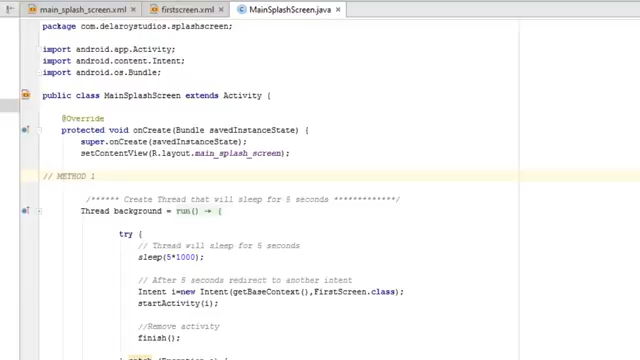 main_splash_screen.xml × firstscreen.xml × MainSplashScreen.java ×
package com.delaroystudios.splashscreen;
import android.app.Activity;
import android.content.Intent;
import android.os.Bundle;
public class MainSplashScreen extends Activity {
@Override
protected void onCreate(Bundle savedInstanceState) {
super.onCreate(savedInstanceState);
setContentView(R.layout.main_splash_screen);
// METHOD 1
/****** Create Thread that will sleep for 5 seconds *************/
Thread background = run() → {
try {
// Thread will sleep for 5 seconds
sleep(5*1000);
// After 5 seconds redirect to another intent
Intent i=new Intent(getBaseContext(),FirstScreen.class);
startActivity(i);
//Remove activity
finish();
} catch (Exception e) {